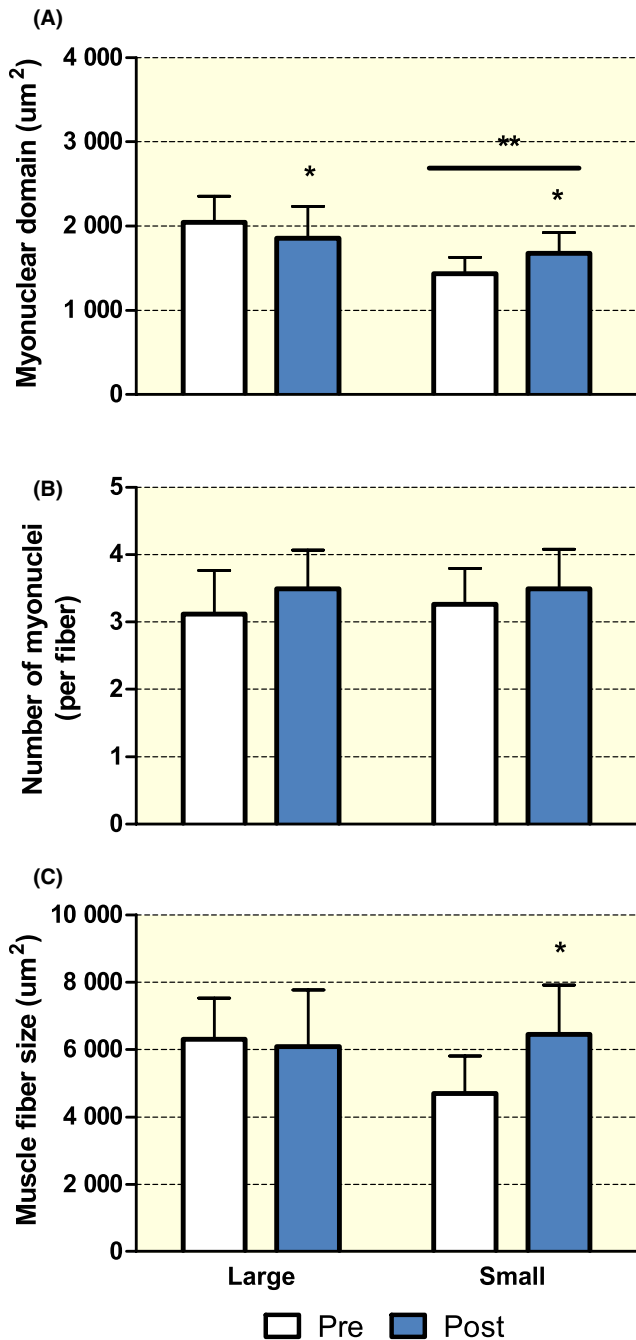 (A)
Myonuclear domain (um²)
4 000
3 000
2 000
1 000
0
*
**
*
(B)
Number of myonuclei
(per fiber)
5
4
3
2
1
0
(C)
Muscle fiber size (um²)
10 000
8 000
6 000
4 000
2 000
0
*
Large Small
Pre Post